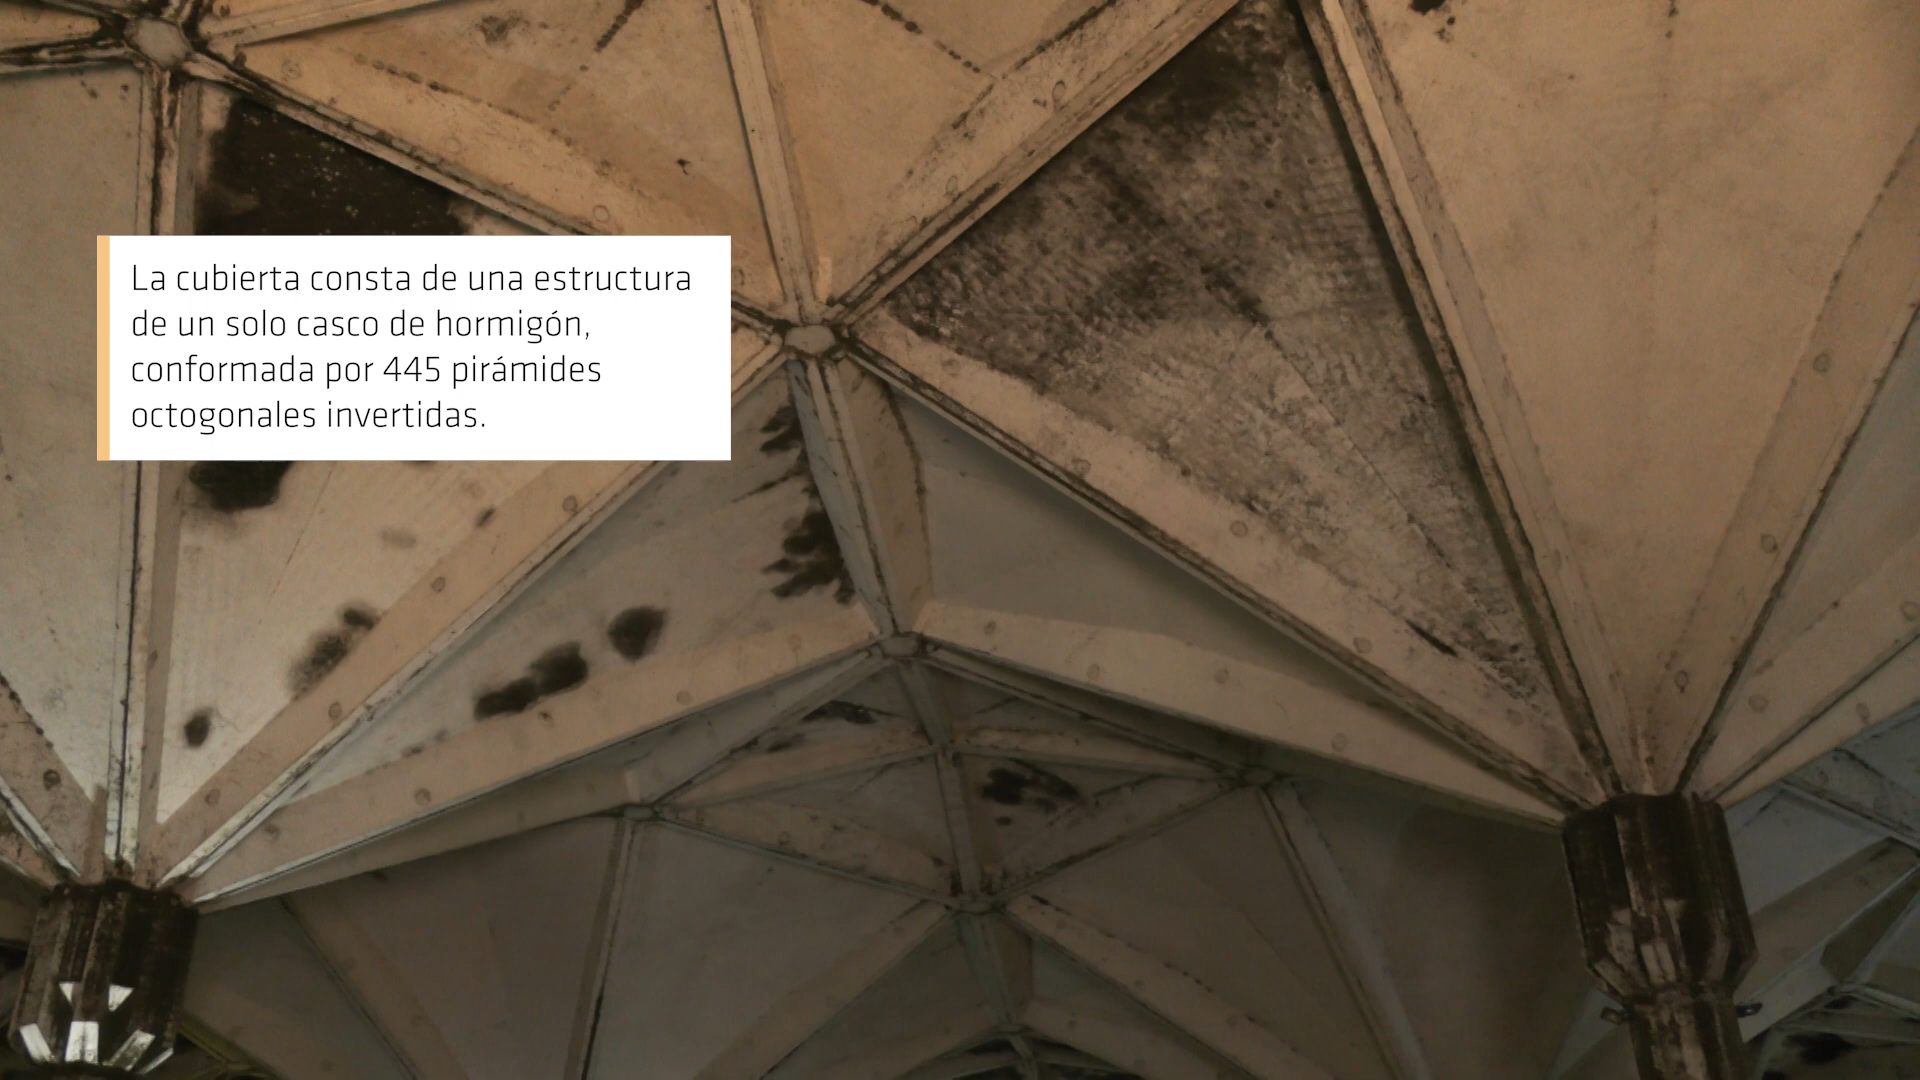 La cubierta consta de una estructura
de un solo casco de hormigón,
conformada por 445 pirámides
octogonales invertidas.